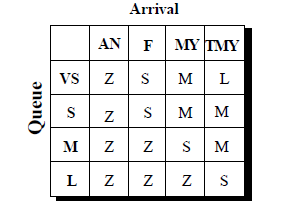 Arrival
AN F MY TMY
Queue
VS Z S M L
S Z S M M
M Z Z S M
L Z Z Z S